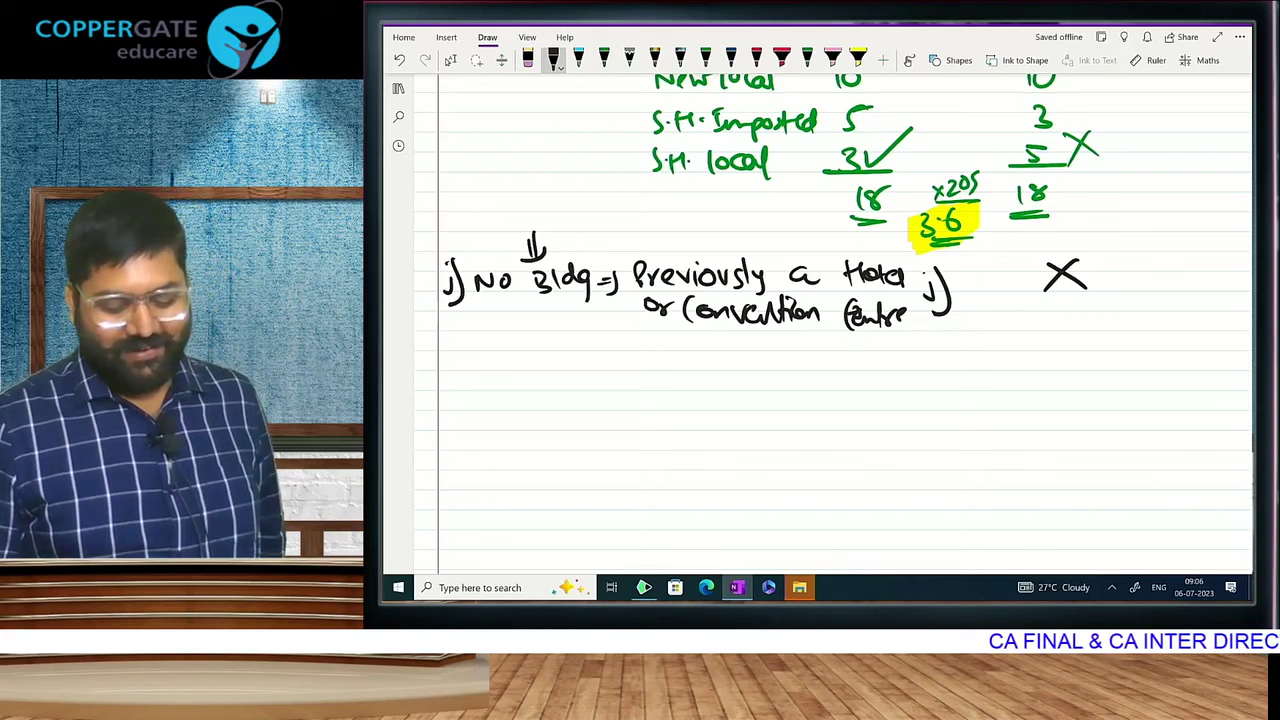 COPPERGATE
educare
Home Insert Draw View Help
Saved offline Share
Shapes Ink to Shape Ink to Text Ruler Maths
New local 10 10
S.H. Imported 5 3
S.H. local 3✓ 5 X
18 ×20% 18
3.6
j) No Bldg ⇒ Previously a Hotel j) X
or Convention Centre
Type here to search
27°C Cloudy
ENG
09:06
06-07-2023
CA FINAL & CA INTER DIREC